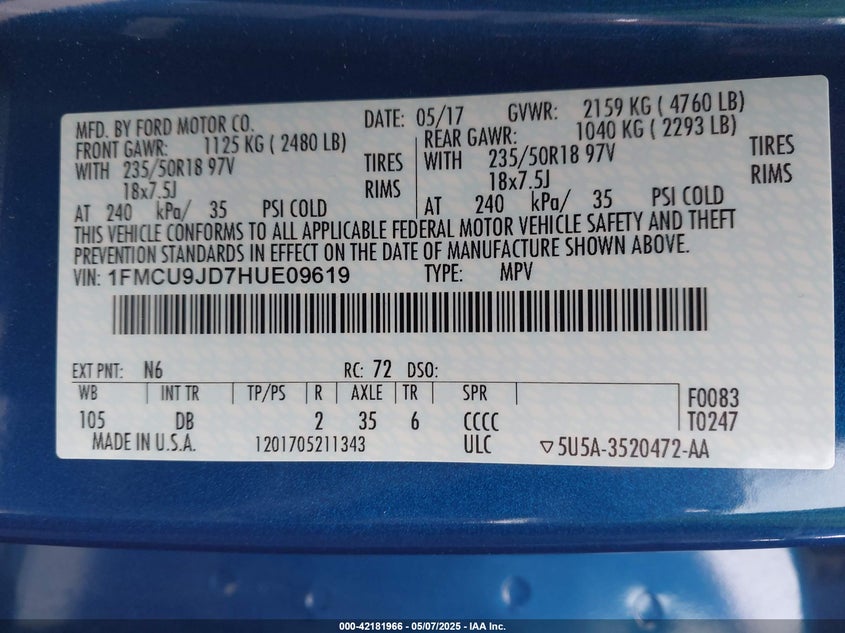 MFD. BY FORD MOTOR CO. DATE: 05/17 GVWR: 2159 KG ( 4760 LB)
FRONT GAWR: 1125 KG ( 2480 LB) REAR GAWR: 1040 KG ( 2293 LB)
WITH 235/50R18 97V TIRES WITH 235/50R18 97V TIRES
18x7.5J RIMS 18x7.5J RIMS
AT 240 kPa/ 35 PSI COLD AT 240 kPa/ 35 PSI COLD
THIS VEHICLE CONFORMS TO ALL APPLICABLE FEDERAL MOTOR VEHICLE SAFETY AND THEFT
PREVENTION STANDARDS IN EFFECT ON THE DATE OF MANUFACTURE SHOWN ABOVE.
VIN: 1FMCU9JD7HUE09619 TYPE: MPV
EXT PNT: N6 RC: 72 DSO:
WB INT TR TP/PS R AXLE TR SPR F0083
105 DB 2 35 6 CCCC T0247
MADE IN U.S.A. 1201705211343 ULC ▽5U5A-3520472-AA
000-42181966 - 05/07/2025 - IAA Inc.